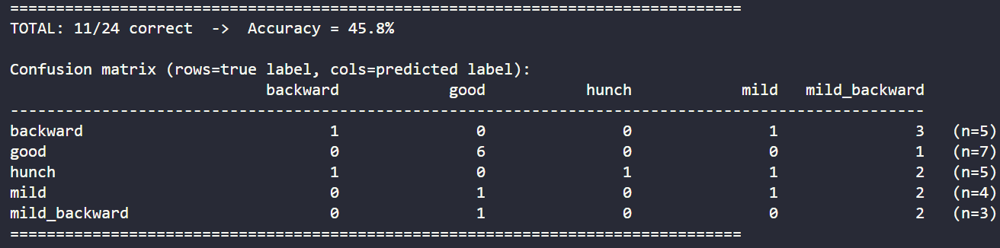 ================================================================================
TOTAL: 11/24 correct  ->  Accuracy = 45.8%
Confusion matrix (rows=true label, cols=predicted label):
                            backward            good           hunch            mild   mild_backward
----------------------------------------------------------------------------------------------------
backward                           1               0               0               1               3   (n=5)
good                               0               6               0               0               1   (n=7)
hunch                              1               0               1               1               2   (n=5)
mild                               0               1               0               1               2   (n=4)
mild_backward                      0               1               0               0               2   (n=3)
================================================================================